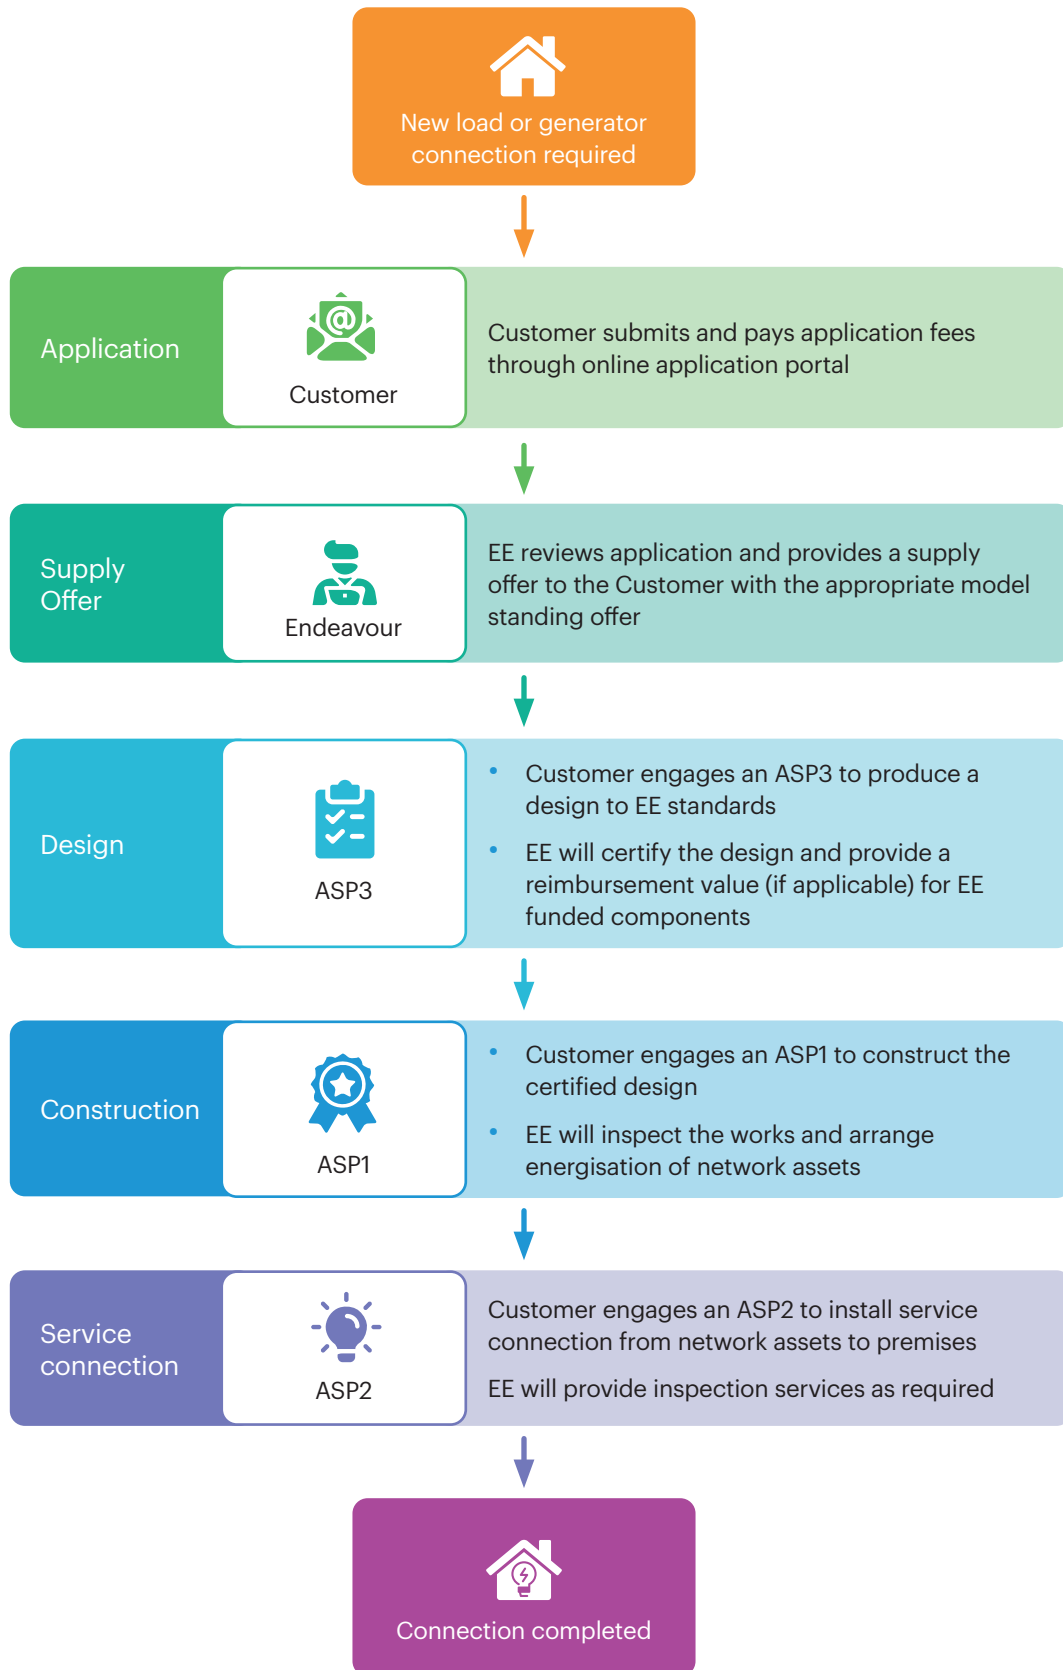 New load or generator
connection required
Application
@
Customer
Customer submits and pays application fees
through online application portal
Supply
Offer
Endeavour
EE reviews application and provides a supply
offer to the Customer with the appropriate model
standing offer
Design
ASP3
• Customer engages an ASP3 to produce a
design to EE standards
• EE will certify the design and provide a
reimbursement value (if applicable) for EE
funded components
Construction
ASP1
• Customer engages an ASP1 to construct the
certified design
• EE will inspect the works and arrange
energisation of network assets
Service
connection
ASP2
Customer engages an ASP2 to install service
connection from network assets to premises
EE will provide inspection services as required
Connection completed